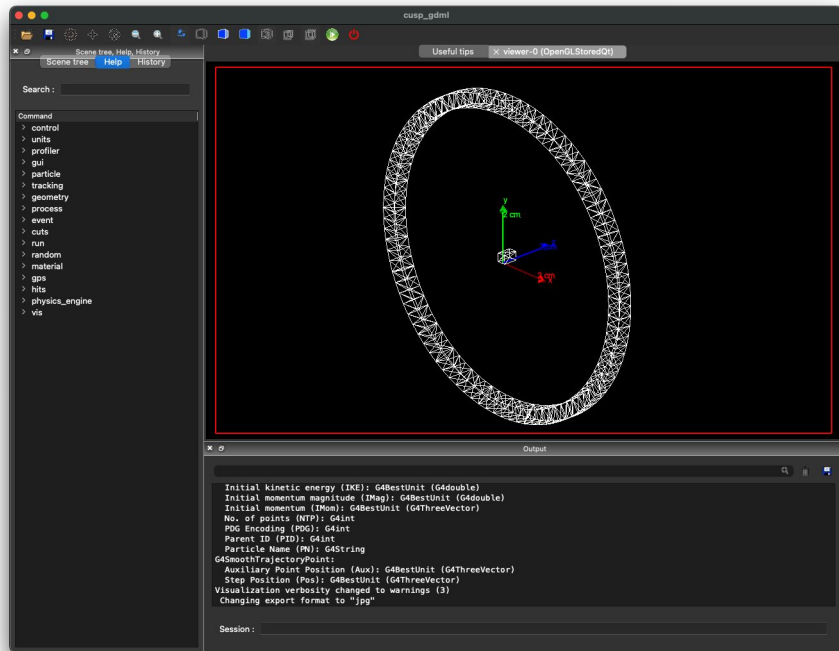 cusp_gdml
Scene tree, Help, History
Useful tips
viewer-0 (OpenGLStoredQt)
Scene tree
Help
History
Search :
Command
control
units
profiler
gui
particle
tracking
geometry
process
event
cuts
run
random
material
gps
hits
physics_engine
vis
y
2 cm
Output
Initial kinetic energy (IKE): G4BestUnit (G4double)
Initial momentum magnitude (IMag): G4BestUnit (G4double)
Initial momentum (IMom): G4BestUnit (G4ThreeVector)
No. of points (NTP): G4int
PDG Encoding (PDG): G4int
Parent ID (PID): G4int
Particle Name (PN): G4String
G4SmoothTrajectoryPoint:
Auxiliary Point Position (Aux): G4BestUnit (G4ThreeVector)
Step Position (Pos): G4BestUnit (G4ThreeVector)
Visualization verbosity changed to warnings (3)
Changing export format to "jpg"
Session :